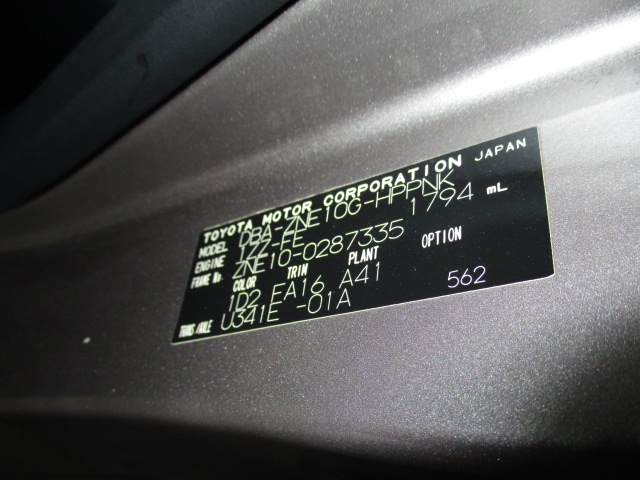 TOYOTA MOTOR CORPORATION JAPAN
MODEL DBA-ZNE10G-HPPNK
ENGINE 1ZZ-FE 1794 mL
FRAME No. ZNE10-0287335
COLOR TRIM PLANT OPTION
1D2 EA16 A41
TRANS/AXLE U341E -01A 562